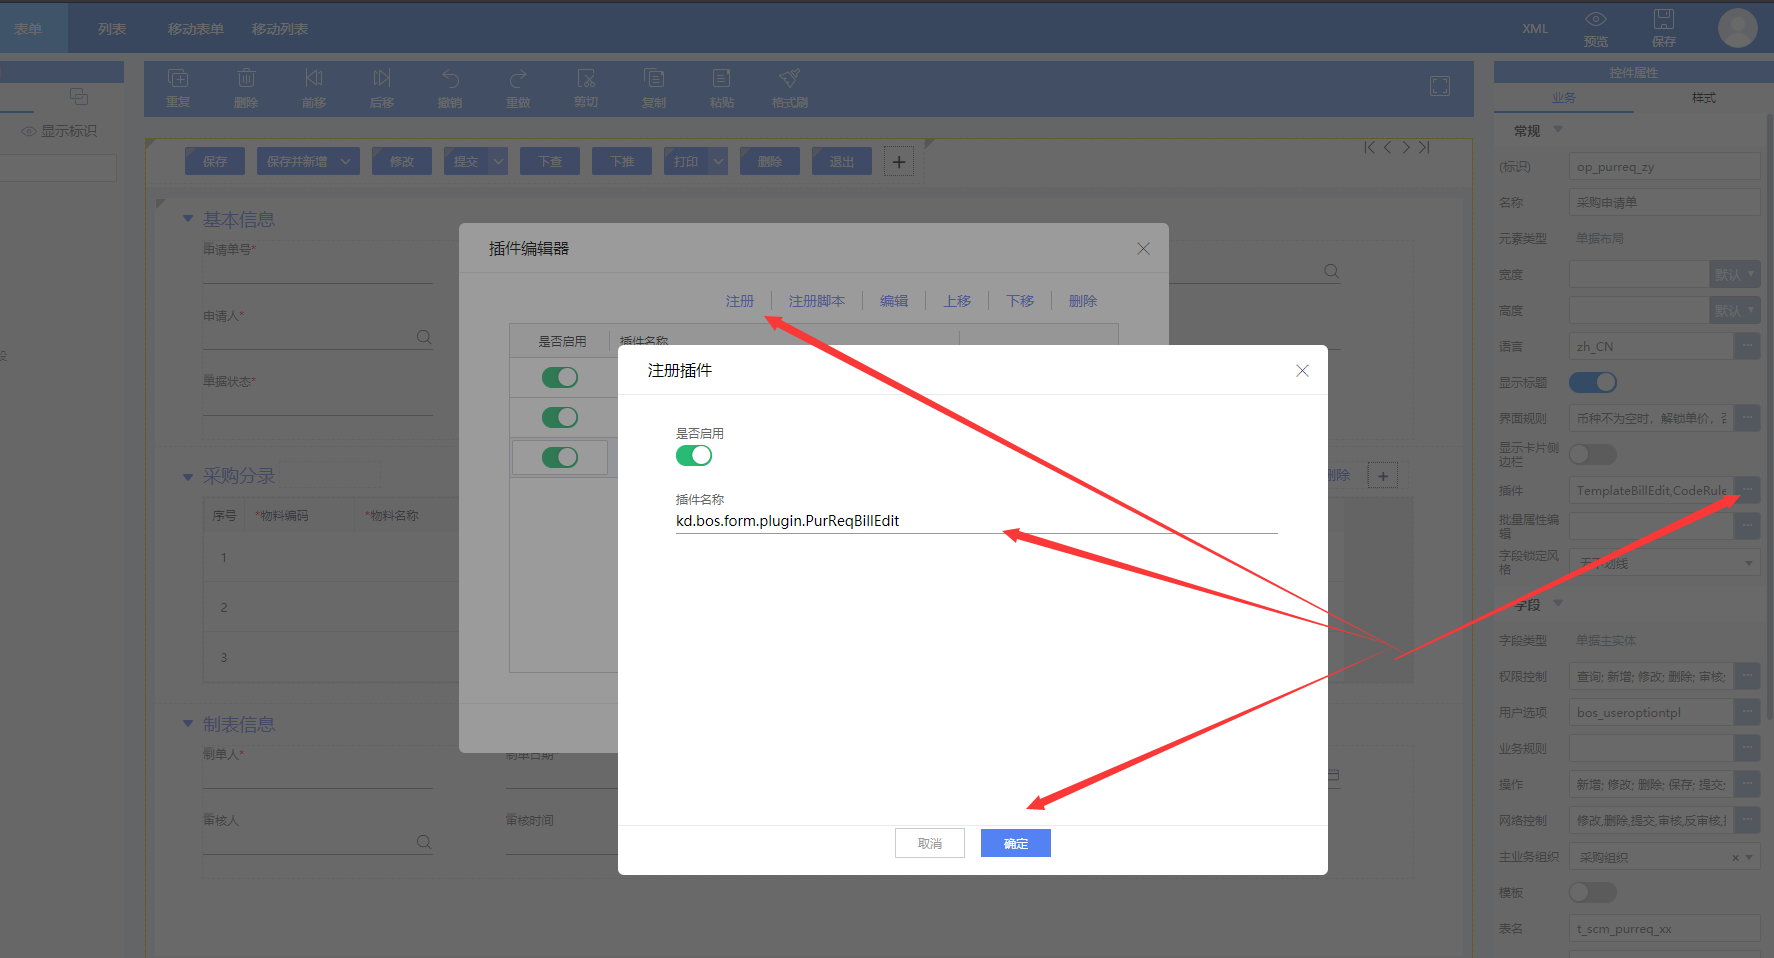 表单
列表
移动表单
移动列表
XML
预览
保存
重复
删除
前移
后移
撤销
重做
剪切
复制
粘贴
格式刷
控件属性
业务
样式
显示标识
保存
保存并新增
修改
提交
下查
下推
打印
删除
退出
常规
(标识)
op_purreq_zy
名称
采购申请单
元素类型
单据布局
宽度
默认
高度
默认
语言
zh_CN
显示标题
界面规则
币种不为空时，解锁单价，
显示卡片侧
边栏
插件
TemplateBillEdit,CodeRule
批量属性编
辑
字段锁定风
格
字段
字段类型
单据主实体
权限控制
查询; 新增; 修改; 删除; 审核;
用户选项
bos_useroptiontpl
业务规则
操作
新增; 修改; 删除; 保存; 提交;
网络控制
修改,删除,提交,审核,反审核,
主业务组织
采购组织
模板
表名
t_scm_purreq_xx
基本信息
申请单号*
申请人*
单据状态*
采购分录
删除
序号
*物料编码
*物料名称
1
2
3
制表信息
制单人*
制单日期
审核人
审核时间
插件编辑器
注册
注册脚本
编辑
上移
下移
删除
是否启用
插件名称
注册插件
是否启用
插件名称
kd.bos.form.plugin.PurReqBillEdit
取消
确定